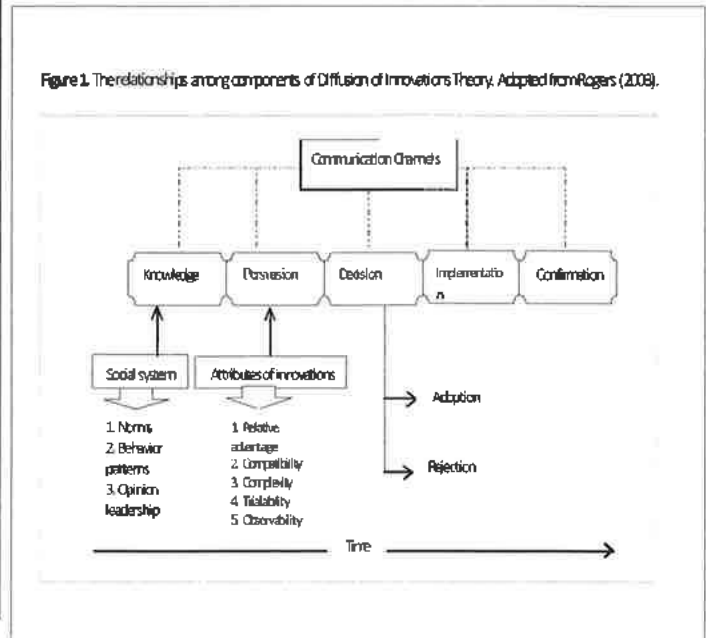 Figure 1. The relationships among components of Diffusion of Innovations Theory. Adopted from Rogers (2003).
Communication Channels
Knowledge
Persuasion
Decision
Implementatio
n
Confirmation
Social system
Attributes of innovations
1. Norms
2. Behavior
patterns
3. Opinion
leadership
1. Relative
advantage
2. Compatibility
3. Complexity
4. Trialability
5. Observability
Adoption
Rejection
Time